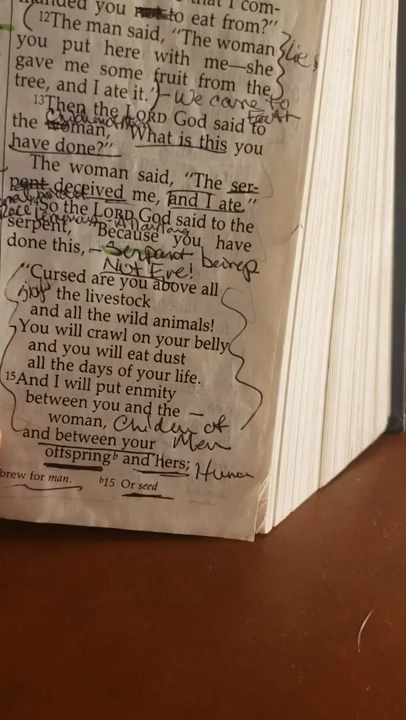 you not to eat from?"
12The man said, "The woman
you put here with me—she
gave me some fruit from the
tree, and I ate it." – We came to
13Then the LORD God said to
the woman, "What is this you
have done?"
The woman said, "The ser-
pent deceived me, and I ate."
So the LORD God said to the
serpent, "Because you have
done this, – Serpant being
Not Eve!
"Cursed are you above all
the livestock
and all the wild animals!
You will crawl on your belly
and you will eat dust
all the days of your life.
15And I will put enmity
between you and the –
woman, Children of
and between your Men
offspringb and hers; Human
brew for man. b15 Or seed